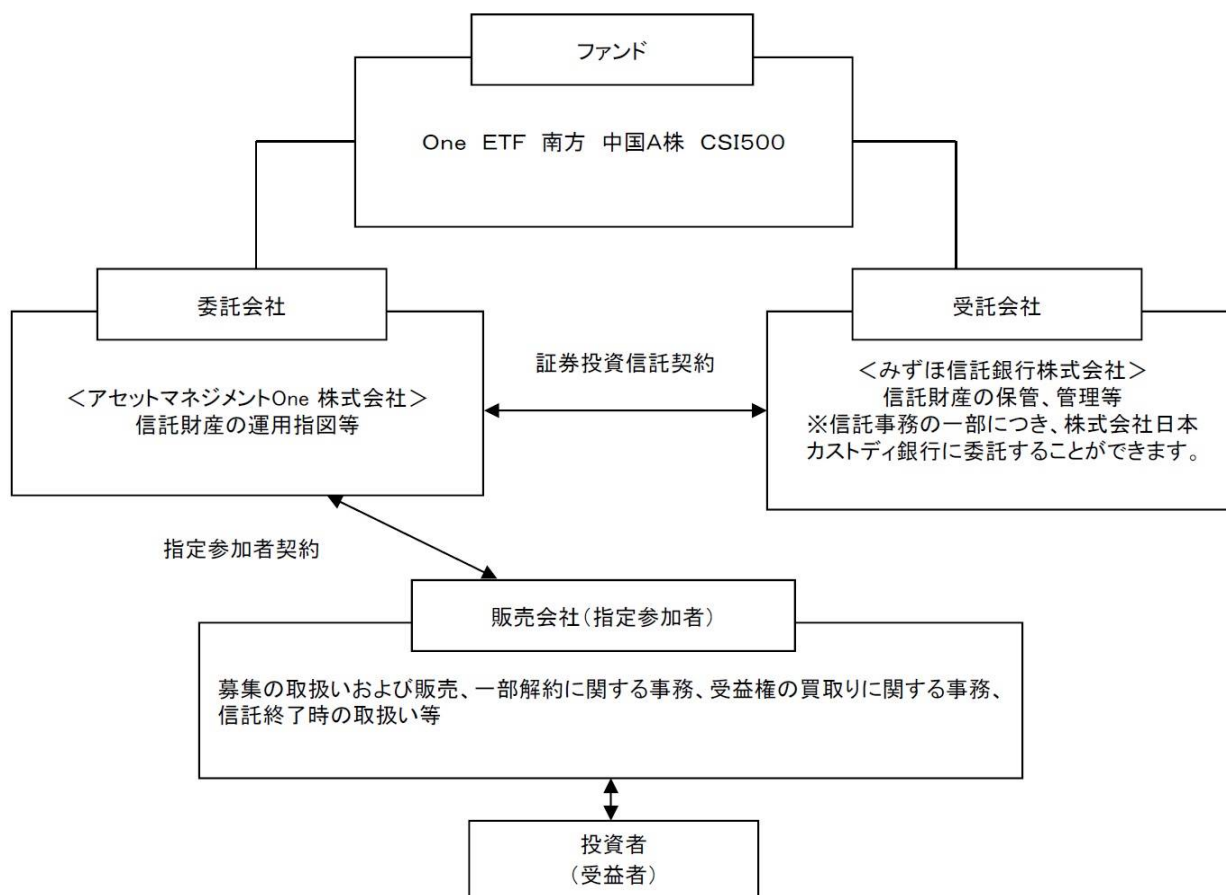 ファンド
One ETF 南方 中国A株 CSI500
委託会社
<アセットマネジメントOne 株式会社>
信託財産の運用指図等
証券投資信託契約
受託会社
<みずほ信託銀行株式会社>
信託財産の保管、管理等
※信託事務の一部につき、株式会社日本
カストディ銀行に委託することができます。
指定参加者契約
販売会社(指定参加者)
募集の取扱いおよび販売、一部解約に関する事務、受益権の買取りに関する事務、
信託終了時の取扱い等
投資者
(受益者)